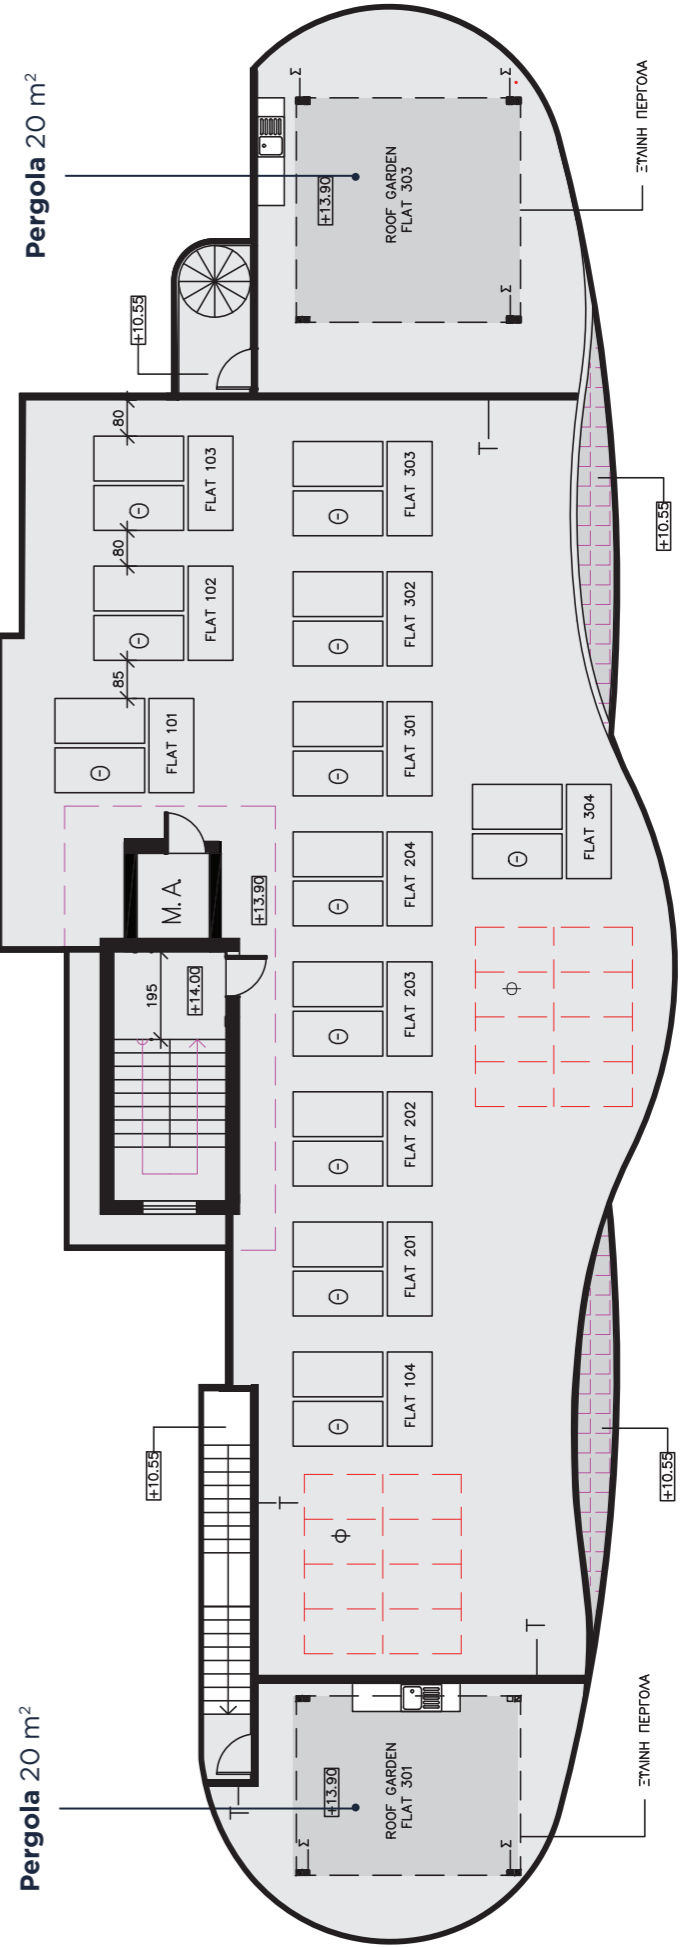 Pergola 20 m²
+10.55
Σ
Σ
Σ
+13.90
ROOF GARDEN
FLAT 303
ΞΥΛΙΝΗ ΠΕΡΓΟΛΑ
80
FLAT 103
80
FLAT 102
85
FLAT 101
Θ
Θ
Θ
T
+10.55
FLAT 303
Θ
FLAT 302
Θ
FLAT 301
Θ
FLAT 204
Θ
FLAT 203
Θ
FLAT 202
Θ
FLAT 201
Θ
FLAT 104
Θ
FLAT 304
Θ
M. A.
+13.90
195
+14.00
Φ
Φ
+10.55
T
T
+10.55
Pergola 20 m²
T
+13.90
ROOF GARDEN
FLAT 301
Σ
Σ
ΞΥΛΙΝΗ ΠΕΡΓΟΛΑ